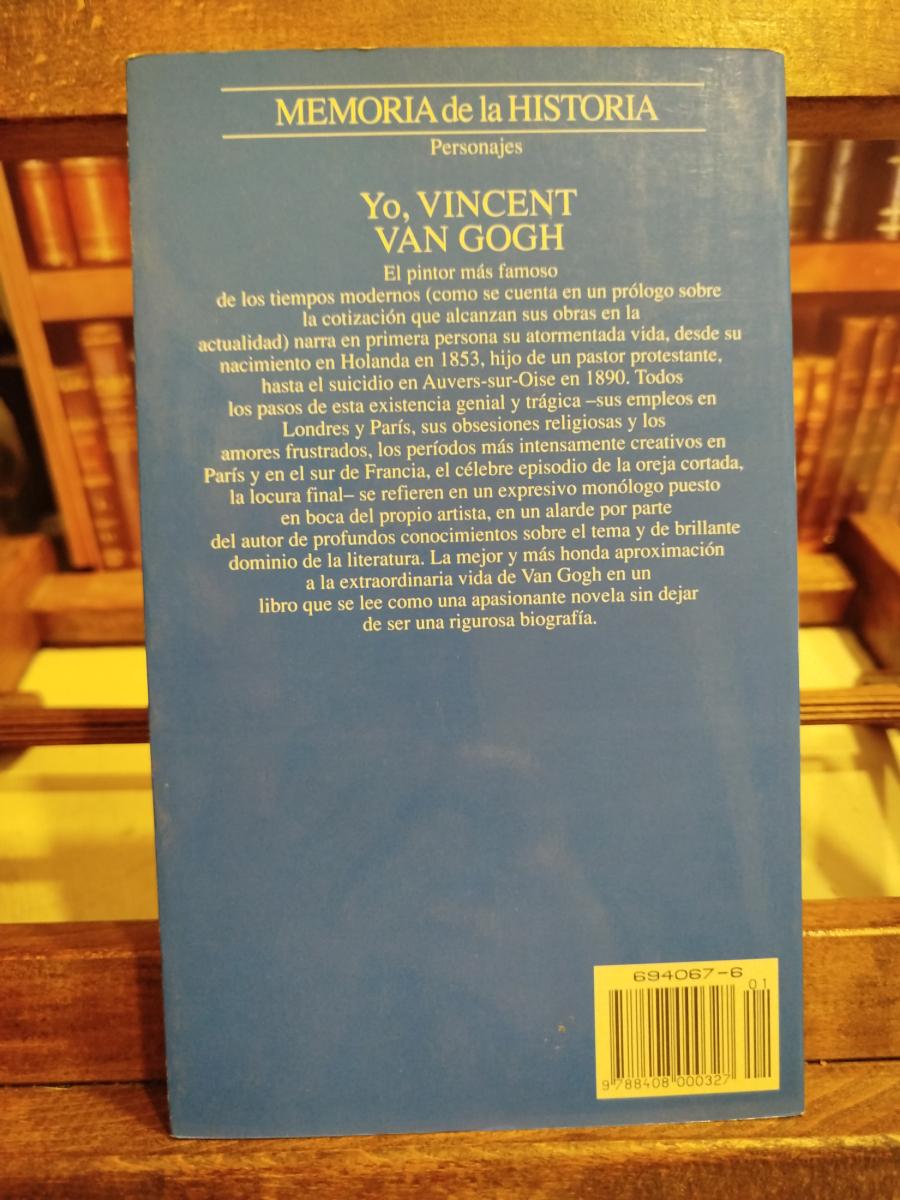 MEMORIA de la HISTORIA
Personajes
Yo, VINCENT
VAN GOGH
El pintor más famoso
de los tiempos modernos (como se cuenta en un prólogo sobre
la cotización que alcanzan sus obras en la
actualidad) narra en primera persona su atormentada vida, desde su
nacimiento en Holanda en 1853, hijo de un pastor protestante,
hasta el suicidio en Auvers-sur-Oise en 1890. Todos
los pasos de esta existencia genial y trágica –sus empleos en
Londres y París, sus obsesiones religiosas y los
amores frustrados, los períodos más intensamente creativos en
París y en el sur de Francia, el célebre episodio de la oreja cortada,
la locura final– se refieren en un expresivo monólogo puesto
en boca del propio artista, en un alarde por parte
del autor de profundos conocimientos sobre el tema y de brillante
dominio de la literatura. La mejor y más honda aproximación
a la extraordinaria vida de Van Gogh en un
libro que se lee como una apasionante novela sin dejar
de ser una rigurosa biografía.
694067-6
01
9 788408 000327